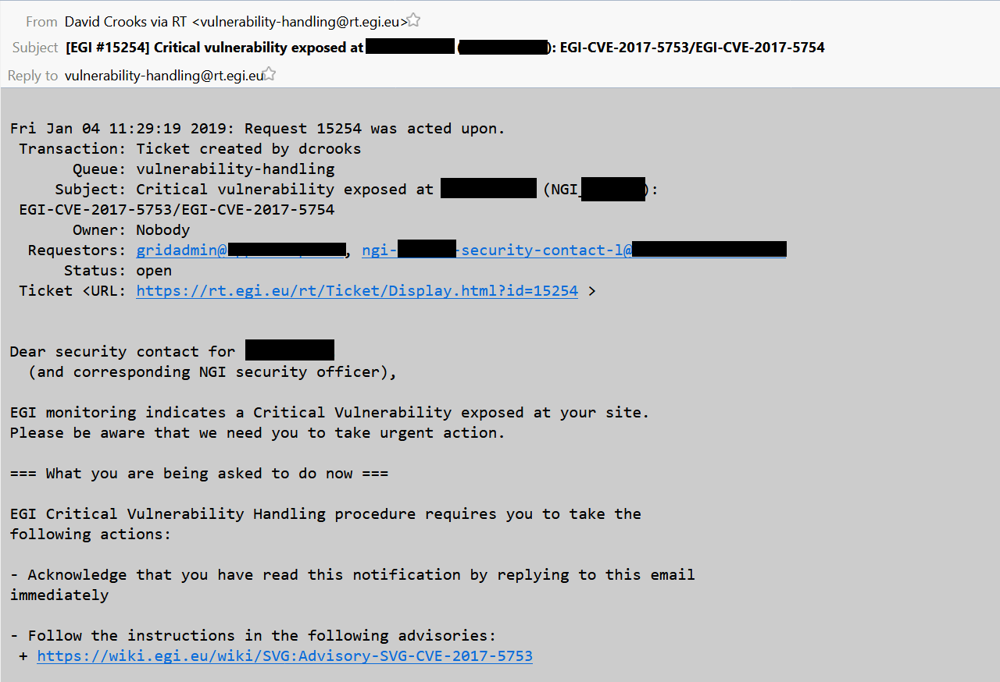 From David Crooks via RT <vulnerability-handling@rt.egi.eu>
Subject [EGI #15254] Critical vulnerability exposed at ( ): EGI-CVE-2017-5753/EGI-CVE-2017-5754
Reply to vulnerability-handling@rt.egi.eu
Fri Jan 04 11:29:19 2019: Request 15254 was acted upon.
Transaction: Ticket created by dcrooks
Queue: vulnerability-handling
Subject: Critical vulnerability exposed at (NGI_ ):
EGI-CVE-2017-5753/EGI-CVE-2017-5754
Owner: Nobody
Requestors: gridadmin@ , ngi- -security-contact-l@
Status: open
Ticket <URL: https://rt.egi.eu/rt/Ticket/Display.html?id=15254 >
Dear security contact for
(and corresponding NGI security officer),
EGI monitoring indicates a Critical Vulnerability exposed at your site.
Please be aware that we need you to take urgent action.
=== What you are being asked to do now ===
EGI Critical Vulnerability Handling procedure requires you to take the
following actions:
- Acknowledge that you have read this notification by replying to this email
immediately
- Follow the instructions in the following advisories:
+ https://wiki.egi.eu/wiki/SVG:Advisory-SVG-CVE-2017-5753